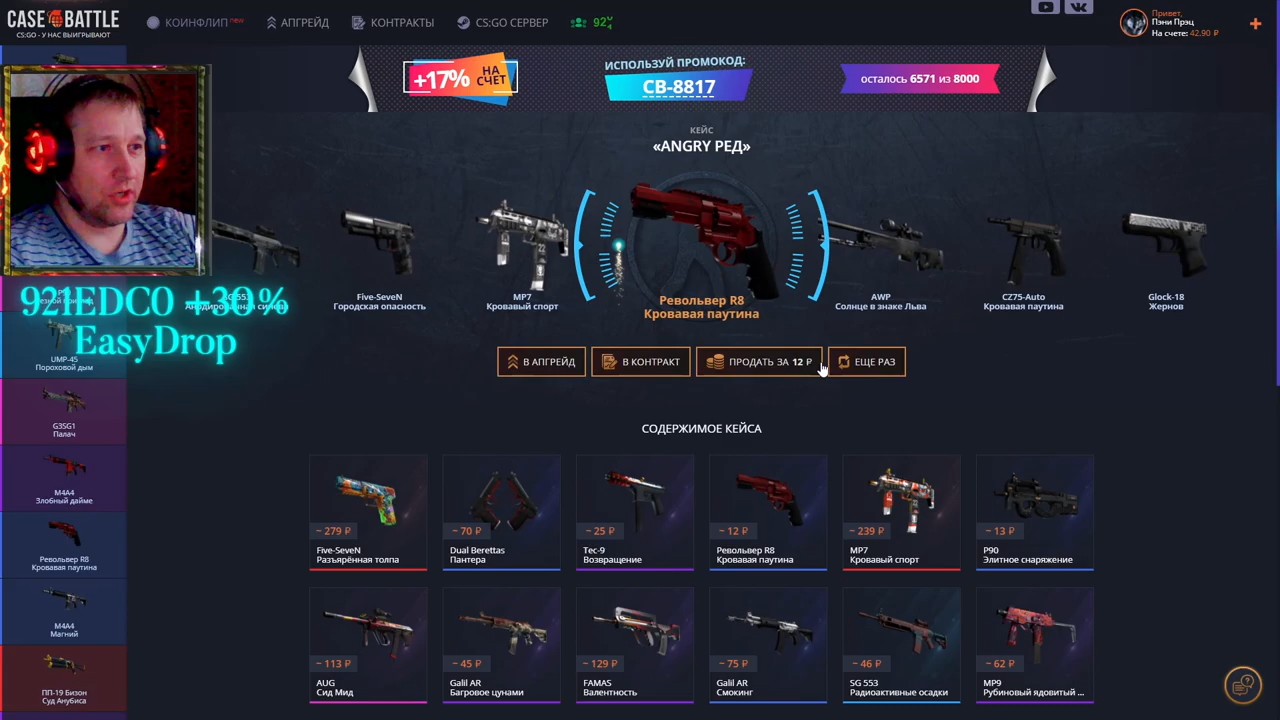 CASE BATTLE
CS:GO - У НАС ВЫИГРЫВАЮТ
КОИНФЛИП new
АПГРЕЙД
КОНТРАКТЫ
CS:GO СЕРВЕР
Привет,
Пэни Прэц
На счете: 42.90 ₽
+17% НА СЧЕТ
ИСПОЛЬЗУЙ ПРОМОКОД:
CB-8817
осталось 6571 из 8000
КЕЙС
«ANGRY РЕД»
Five-SeveN
Городская опасность
MP7
Кровавый спорт
Револьвер R8
Кровавая паутина
AWP
Солнце в знаке Льва
CZ75-Auto
Кровавая паутина
Glock-18
Жернов
921EDC0 +30%
EasyDrop
В АПГРЕЙД
В КОНТРАКТ
ПРОДАТЬ ЗА 12 ₽
ЕЩЕ РАЗ
UMP-45
Пороховой дым
G3SG1
Палач
M4A4
Злобный дайме
Револьвер R8
Кровавая паутина
M4A4
Магний
ПП-19 Бизон
Суд Анубиса
СОДЕРЖИМОЕ КЕЙСА
~ 279 ₽
Five-SeveN
Разъярённая толпа
~ 70 ₽
Dual Berettas
Пантера
~ 25 ₽
Tec-9
Возвращение
~ 12 ₽
Револьвер R8
Кровавая паутина
~ 239 ₽
MP7
Кровавый спорт
~ 13 ₽
P90
Элитное снаряжение
~ 113 ₽
AUG
Сид Мид
~ 45 ₽
Galil AR
Багровое цунами
~ 129 ₽
FAMAS
Валентность
~ 75 ₽
Galil AR
Смокинг
~ 46 ₽
SG 553
Радиоактивные осадки
~ 62 ₽
MP9
Рубиновый ядовитый ...